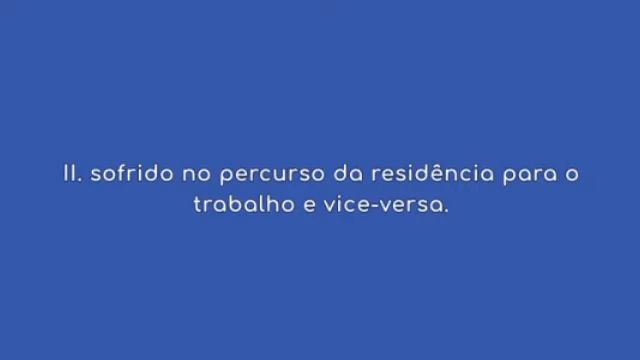 II. sofrido no percurso da residência para o
trabalho e vice-versa.